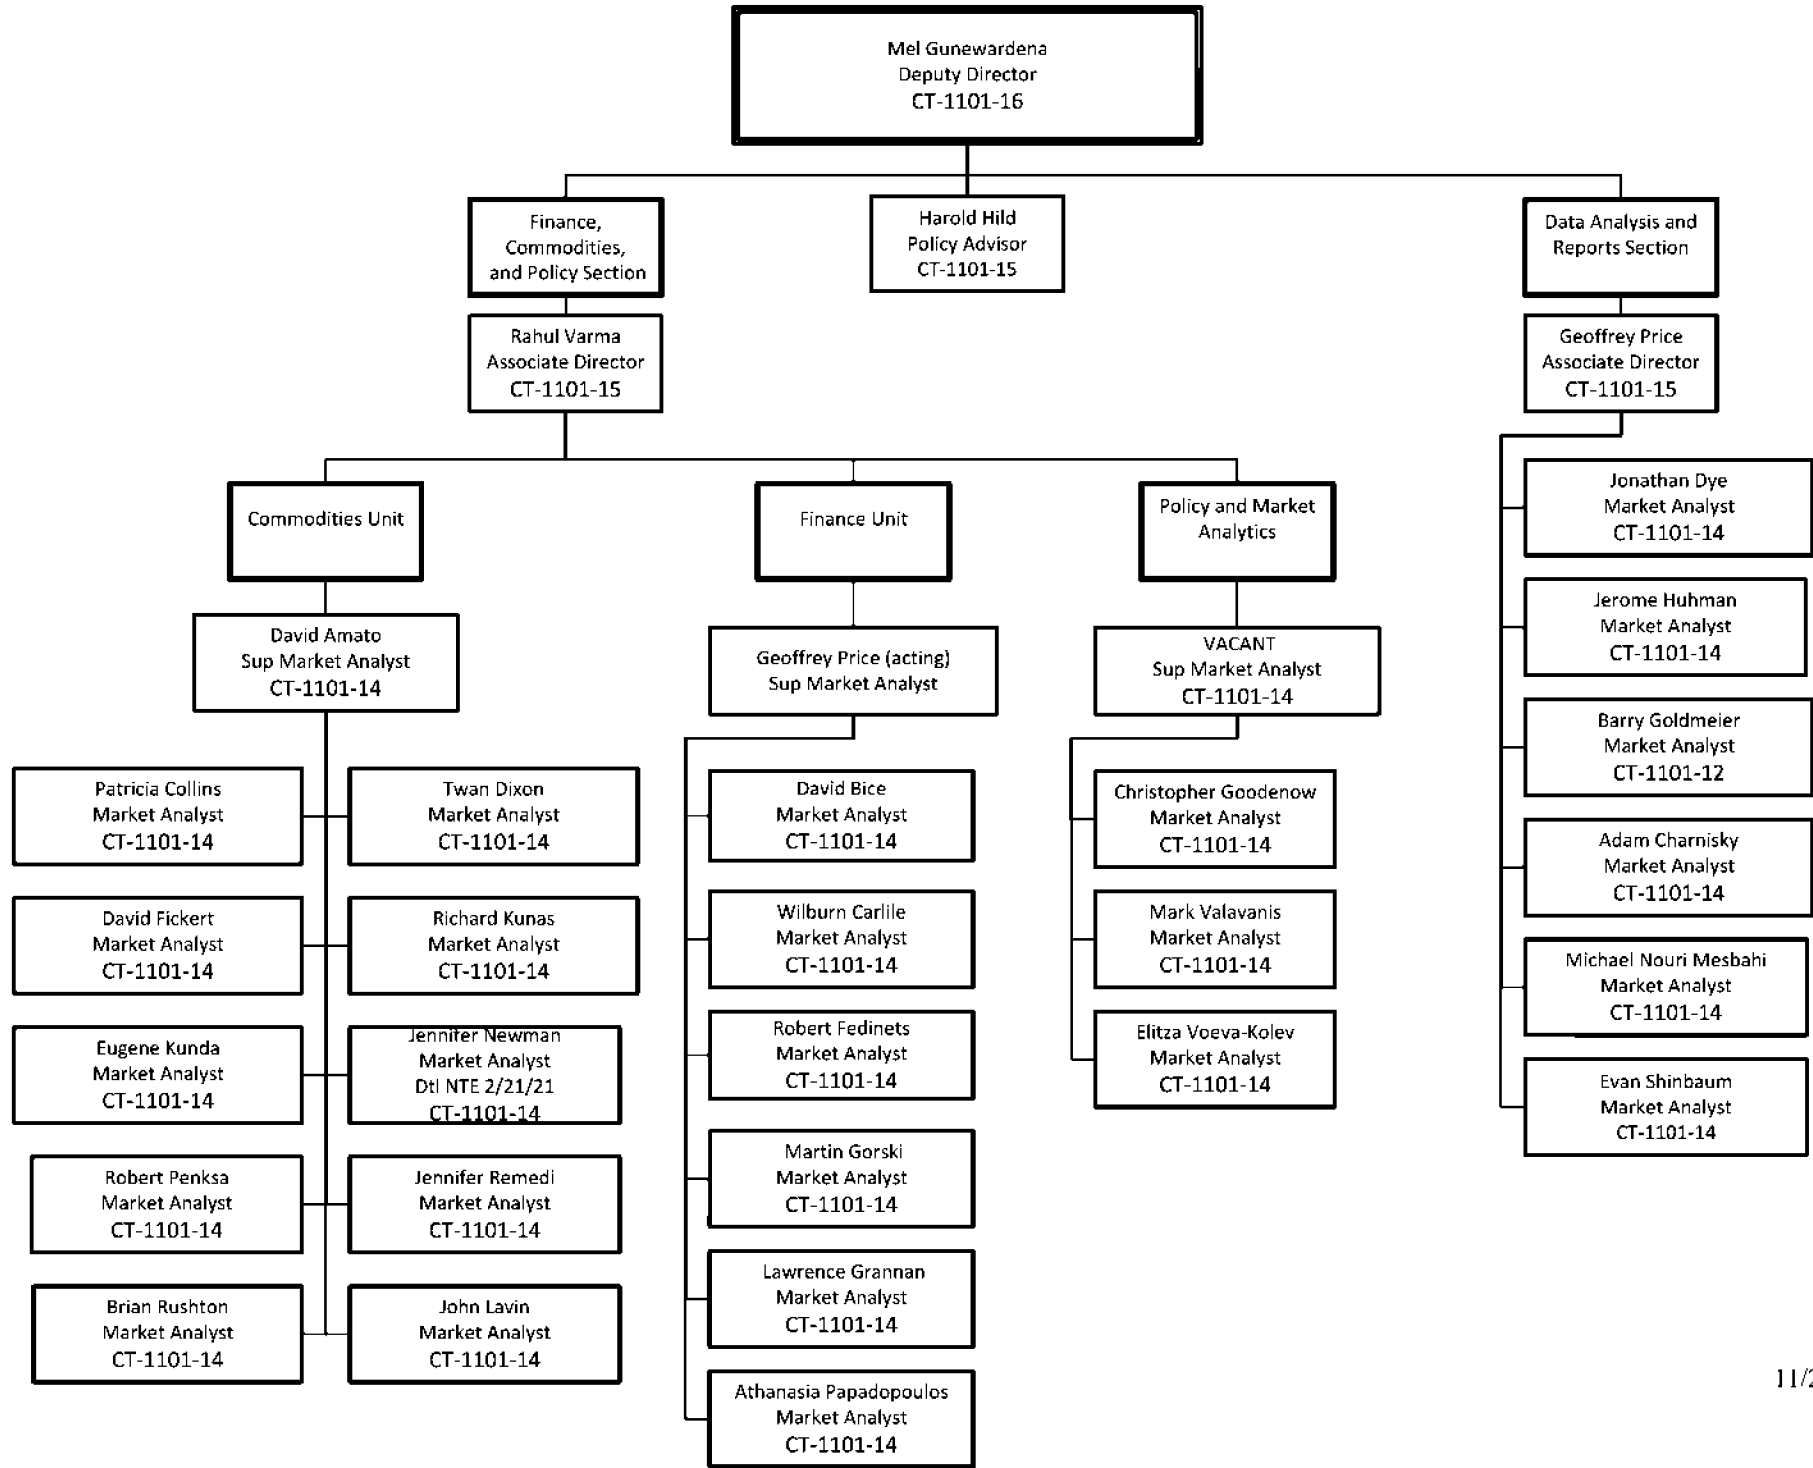 Mel Gunewardena
Deputy Director
CT-1101-16
Finance,
Commodities,
and Policy Section
Harold Hild
Policy Advisor
CT-1101-15
Data Analysis and
Reports Section
Rahul Varma
Associate Director
CT-1101-15
Geoffrey Price
Associate Director
CT-1101-15
Commodities Unit
Finance Unit
Policy and Market
Analytics
David Amato
Sup Market Analyst
CT-1101-14
Geoffrey Price (acting)
Sup Market Analyst
VACANT
Sup Market Analyst
CT-1101-14
Patricia Collins
Market Analyst
CT-1101-14
Twan Dixon
Market Analyst
CT-1101-14
David Fickert
Market Analyst
CT-1101-14
Richard Kunas
Market Analyst
CT-1101-14
Eugene Kunda
Market Analyst
CT-1101-14
Jennifer Newman
Market Analyst
Dtl NTE 2/21/21
CT-1101-14
Robert Penksa
Market Analyst
CT-1101-14
Jennifer Remedi
Market Analyst
CT-1101-14
Brian Rushton
Market Analyst
CT-1101-14
John Lavin
Market Analyst
CT-1101-14
David Bice
Market Analyst
CT-1101-14
Wilburn Carlile
Market Analyst
CT-1101-14
Robert Fedinets
Market Analyst
CT-1101-14
Martin Gorski
Market Analyst
CT-1101-14
Lawrence Grannan
Market Analyst
CT-1101-14
Athanasia Papadopoulos
Market Analyst
CT-1101-14
Christopher Goodenow
Market Analyst
CT-1101-14
Mark Valavanis
Market Analyst
CT-1101-14
Elitza Voeva-Kolev
Market Analyst
CT-1101-14
Jonathan Dye
Market Analyst
CT-1101-14
Jerome Huhman
Market Analyst
CT-1101-14
Barry Goldmeier
Market Analyst
CT-1101-12
Adam Charnisky
Market Analyst
CT-1101-14
Michael Nouri Mesbahi
Market Analyst
CT-1101-14
Evan Shinbaum
Market Analyst
CT-1101-14